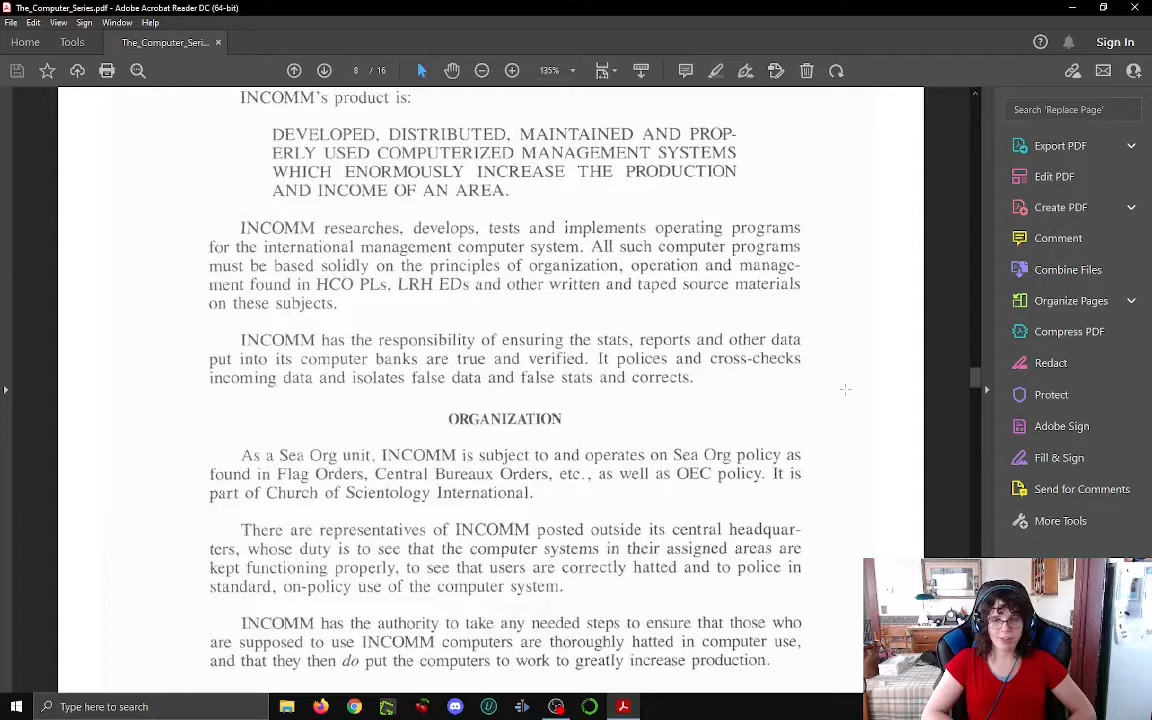 The_Computer_Series.pdf - Adobe Acrobat Reader DC (64-bit)
File Edit View Sign Window Help
Home Tools The_Computer_Seri... ×
Sign In
8 / 16 135%
INCOMM's product is:
DEVELOPED, DISTRIBUTED, MAINTAINED AND PROP-
ERLY USED COMPUTERIZED MANAGEMENT SYSTEMS
WHICH ENORMOUSLY INCREASE THE PRODUCTION
AND INCOME OF AN AREA.
INCOMM researches, develops, tests and implements operating programs
for the international management computer system. All such computer programs
must be based solidly on the principles of organization, operation and manage-
ment found in HCO PLs, LRH EDs and other written and taped source materials
on these subjects.
INCOMM has the responsibility of ensuring the stats, reports and other data
put into its computer banks are true and verified. It polices and cross-checks
incoming data and isolates false data and false stats and corrects.
ORGANIZATION
As a Sea Org unit, INCOMM is subject to and operates on Sea Org policy as
found in Flag Orders, Central Bureaux Orders, etc., as well as OEC policy. It is
part of Church of Scientology International.
There are representatives of INCOMM posted outside its central headquar-
ters, whose duty is to see that the computer systems in their assigned areas are
kept functioning properly, to see that users are correctly hatted and to police in
standard, on-policy use of the computer system.
INCOMM has the authority to take any needed steps to ensure that those who
are supposed to use INCOMM computers are thoroughly hatted in computer use,
and that they then do put the computers to work to greatly increase production.
Search 'Replace Page'
Export PDF
Edit PDF
Create PDF
Comment
Combine Files
Organize Pages
Compress PDF
Redact
Protect
Adobe Sign
Fill & Sign
Send for Comments
More Tools
Type here to search